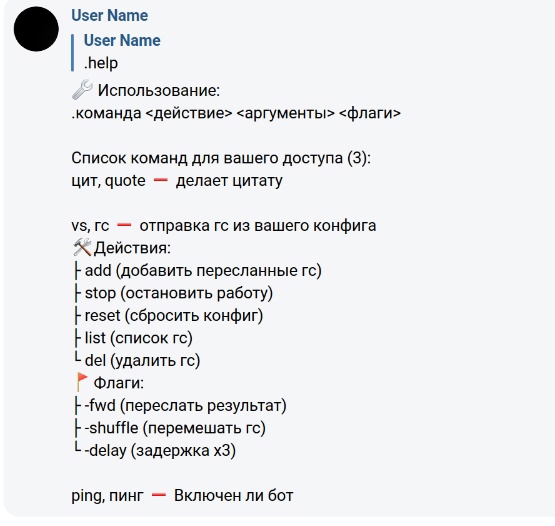 User Name
User Name
.help
🔧 Использование:
.команда <действие> <аргументы> <флаги>
Список команд для вашего доступа (3):
цит, quote ➖ делает цитату
vs, гс ➖ отправка гс из вашего конфига
🛠Действия:
├ add (добавить пересланные гс)
├ stop (остановить работу)
├ reset (сбросить конфиг)
├ list (список гс)
└ del (удалить гс)
🚩 Флаги:
├ -fwd (переслать результат)
├ -shuffle (перемешать гс)
└ -delay (задержка x3)
ping, пинг ➖ Включен ли бот